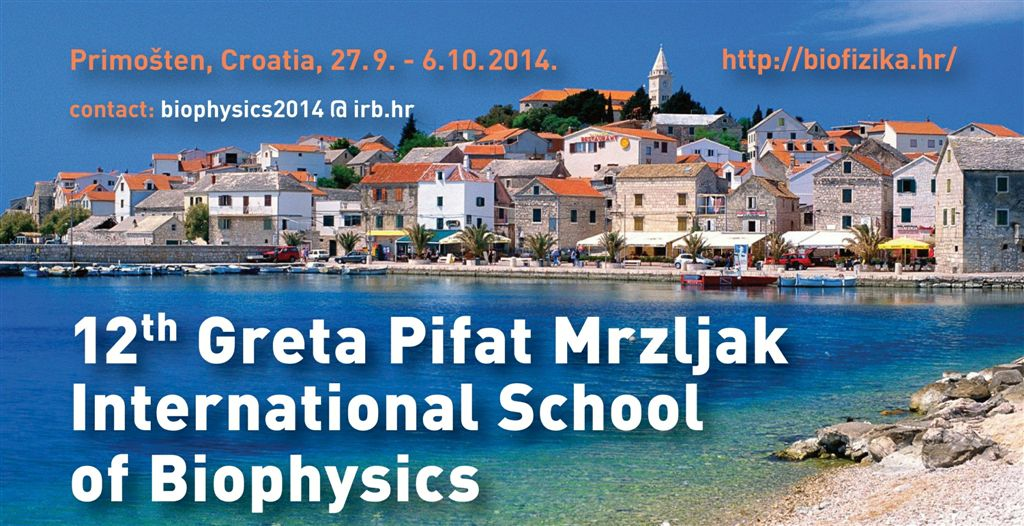 Primošten, Croatia, 27. 9. - 6.10. 2014.
http://biofizika.hr/
contact: biophysics2014 @ irb.hr
RESTAURANT
12th Greta Pifat Mrzljak
International School
of Biophysics